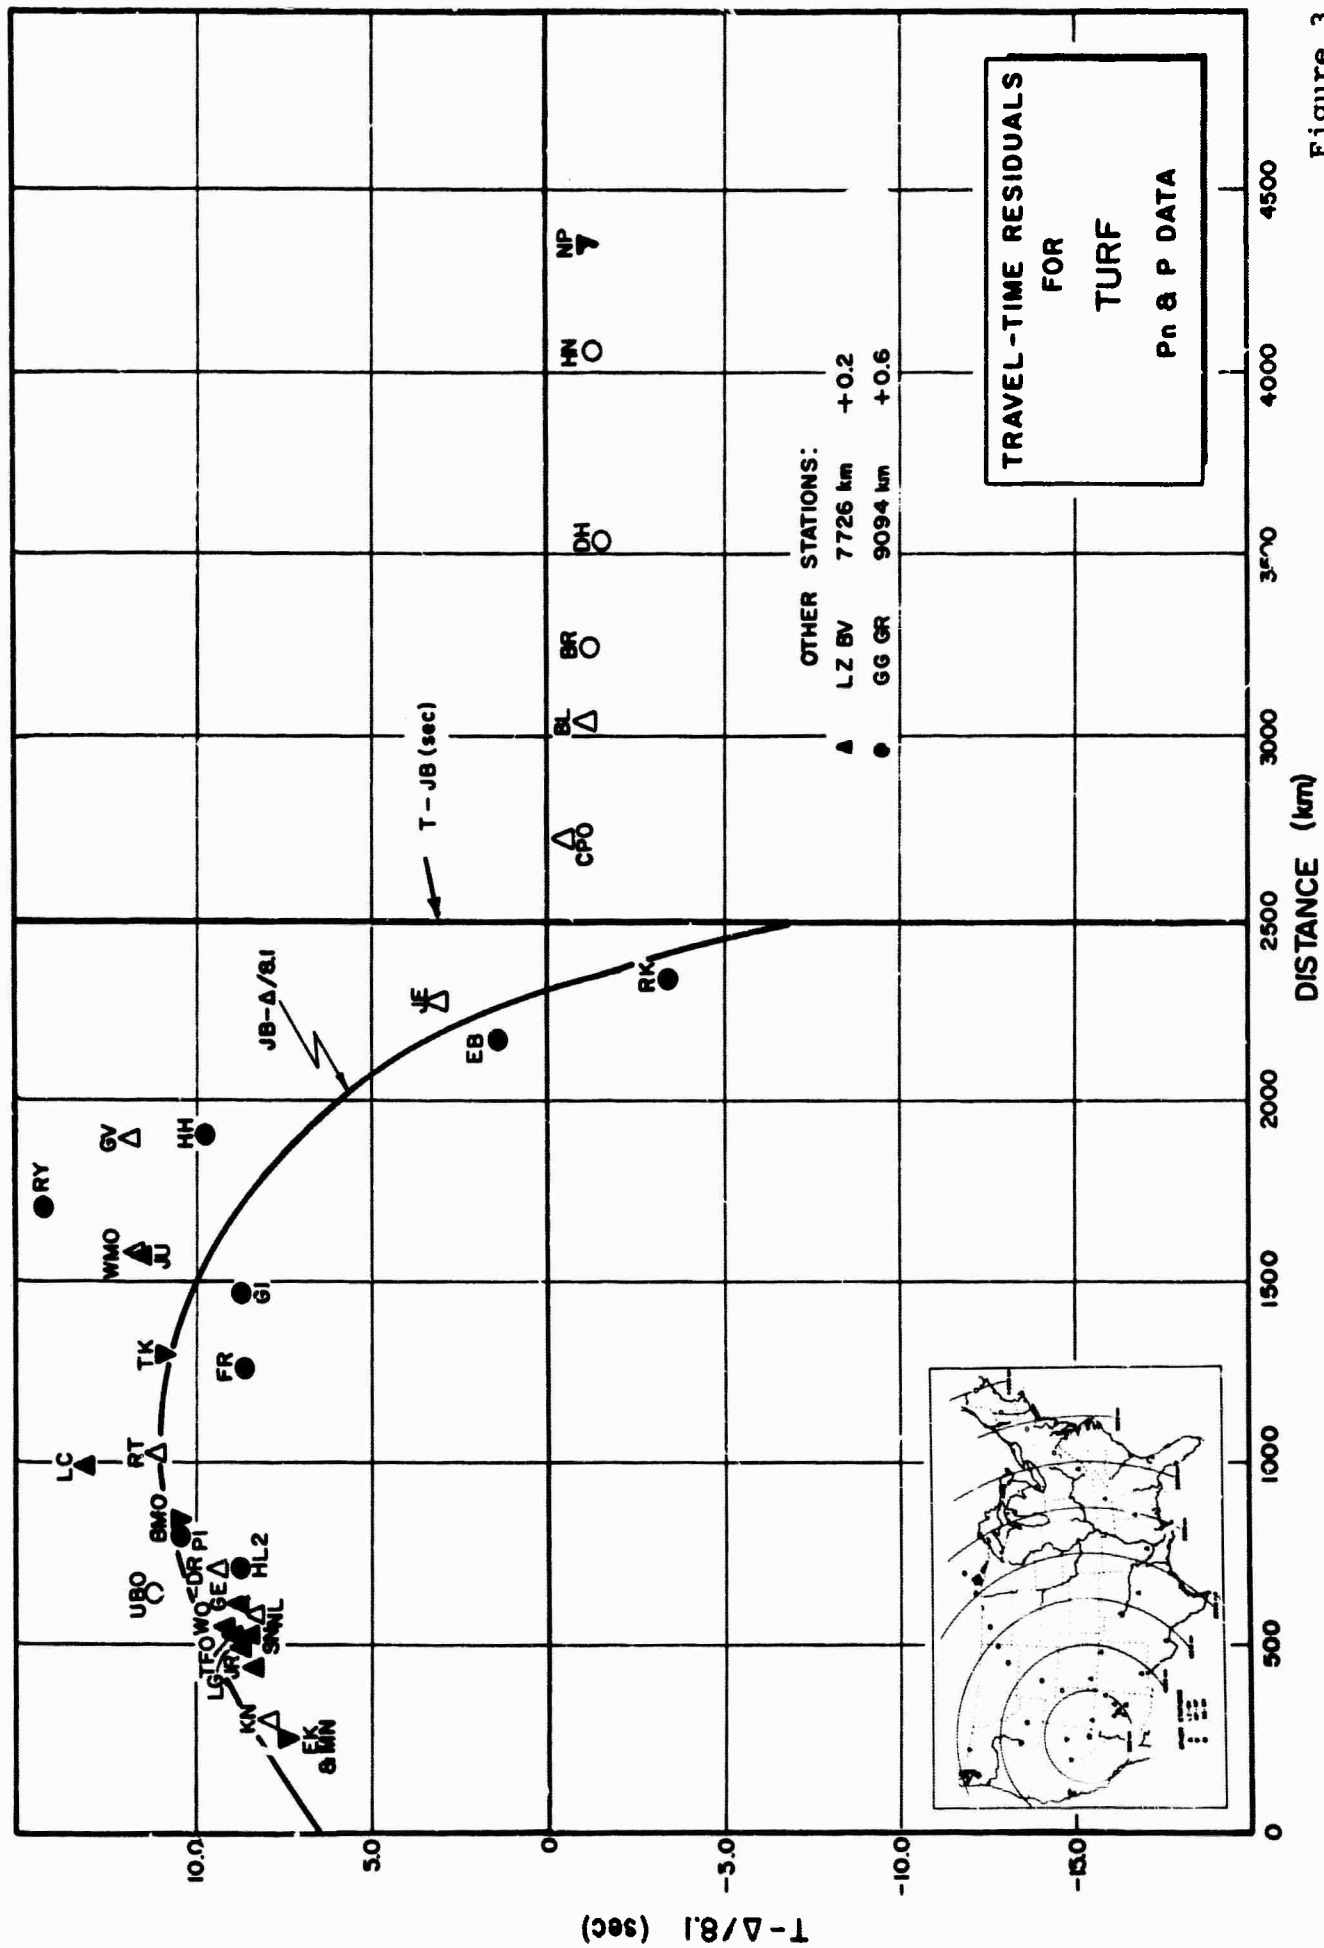 Figure 3
TRAVEL-TIME RESIDUALS
FOR
TURF
Pn & P DATA
T-Δ/8.1 (sec)
10.0
5.0
0
-5.0
-10.0
-15.0
0
500
1000
1500
2000
2500
3000
4000
4500
DISTANCE (km)
JB-Δ/8.1
T-JB (sec)
OTHER STATIONS:
LZ BV 7726 km +0.2
GG GR 9094 km +0.6
EK
& MN
KN
LG
TFO
JR
WO
SN
NL
GE
DR
UBO
HL2
PI
BMO
LC
RT
TK
FR
GI
WMO
JU
RY
GV
HH
EB
JE
RK
CPO
BL
BR
DH
HN
NP